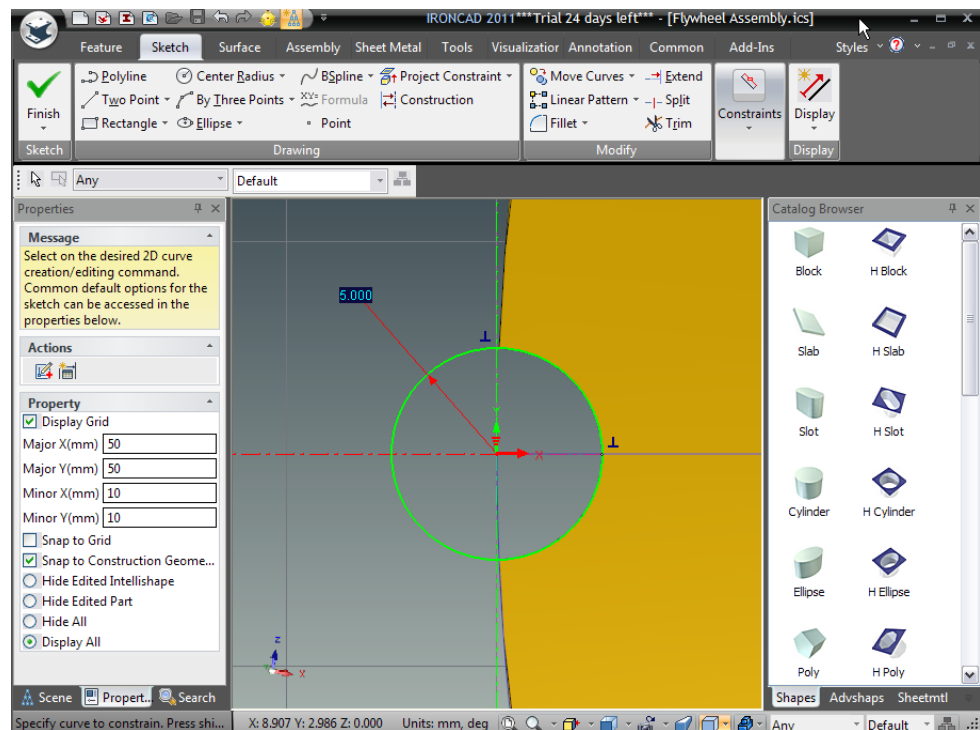 IRONCAD 2011***Trial 24 days left*** - [Flywheel Assembly.ics]
Feature Sketch Surface Assembly Sheet Metal Tools Visualization Annotation Common Add-Ins Styles
Finish
Polyline Center Radius BSpline Project Constraint
Two Point By Three Points Formula Construction
Rectangle Ellipse Point
Move Curves Extend
Linear Pattern Split
Fillet Trim
Constraints
Display
Sketch Drawing Modify Display
Any Default
Properties
Message
Select on the desired 2D curve
creation/editing command.
Common default options for the
sketch can be accessed in the
properties below.
Actions
Property
Display Grid
Major X(mm) 50
Major Y(mm) 50
Minor X(mm) 10
Minor Y(mm) 10
Snap to Grid
Snap to Construction Geome...
Hide Edited Intellishape
Hide Edited Part
Hide All
Display All
Scene Propert... Search
5.000
X
Y
Z
X
Catalog Browser
Block H Block
Slab H Slab
Slot H Slot
Cylinder H Cylinder
Ellipse H Ellipse
Poly H Poly
Shapes Advshaps Sheetmtl
Specify curve to constrain. Press shi... X: 8.907 Y: 2.986 Z: 0.000 Units: mm, deg Any Default